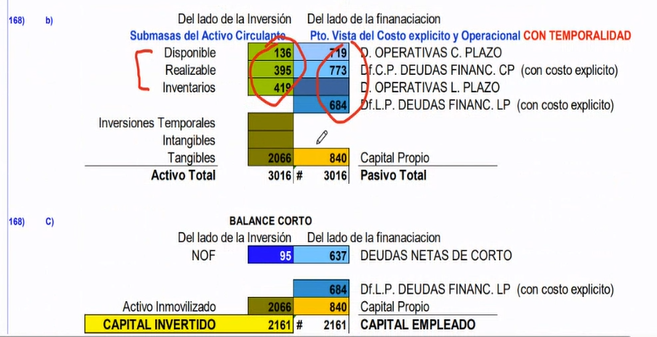 168) b) Del lado de la Inversión Del lado de la finanaciacion
Submasas del Activo Circulante Pto. Vista del Costo explicito y Operacional CON TEMPORALIDAD
Disponible 136 719 D. OPERATIVAS C. PLAZO
Realizable 395 773 Df.C.P. DEUDAS FINANC. CP (con costo explicito)
Inventarios 419 D. OPERATIVAS L. PLAZO
684 Df.L.P. DEUDAS FINANC. LP (con costo explicito)
Inversiones Temporales
Intangibles
Tangibles 2066 840 Capital Propio
Activo Total 3016 # 3016 Pasivo Total
168) C) BALANCE CORTO
Del lado de la Inversión Del lado de la finanaciacion
NOF 95 637 DEUDAS NETAS DE CORTO
684 Df.L.P. DEUDAS FINANC. LP (con costo explicito)
Activo Inmovilizado 2066 840 Capital Propio
CAPITAL INVERTIDO 2161 # 2161 CAPITAL EMPLEADO